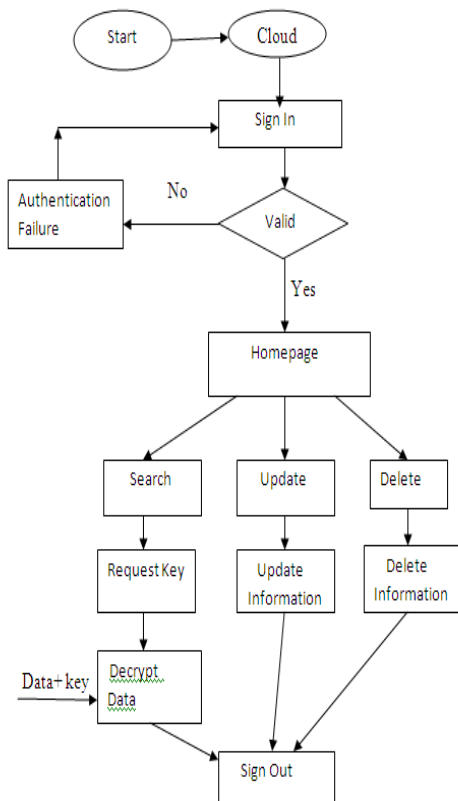 Start
Cloud
Sign In
No
Authentication
Failure
Valid
Yes
Homepage
Search
Update
Delete
Request Key
Update
Information
Delete
Information
Data+key
Decrypt
Data
Sign Out